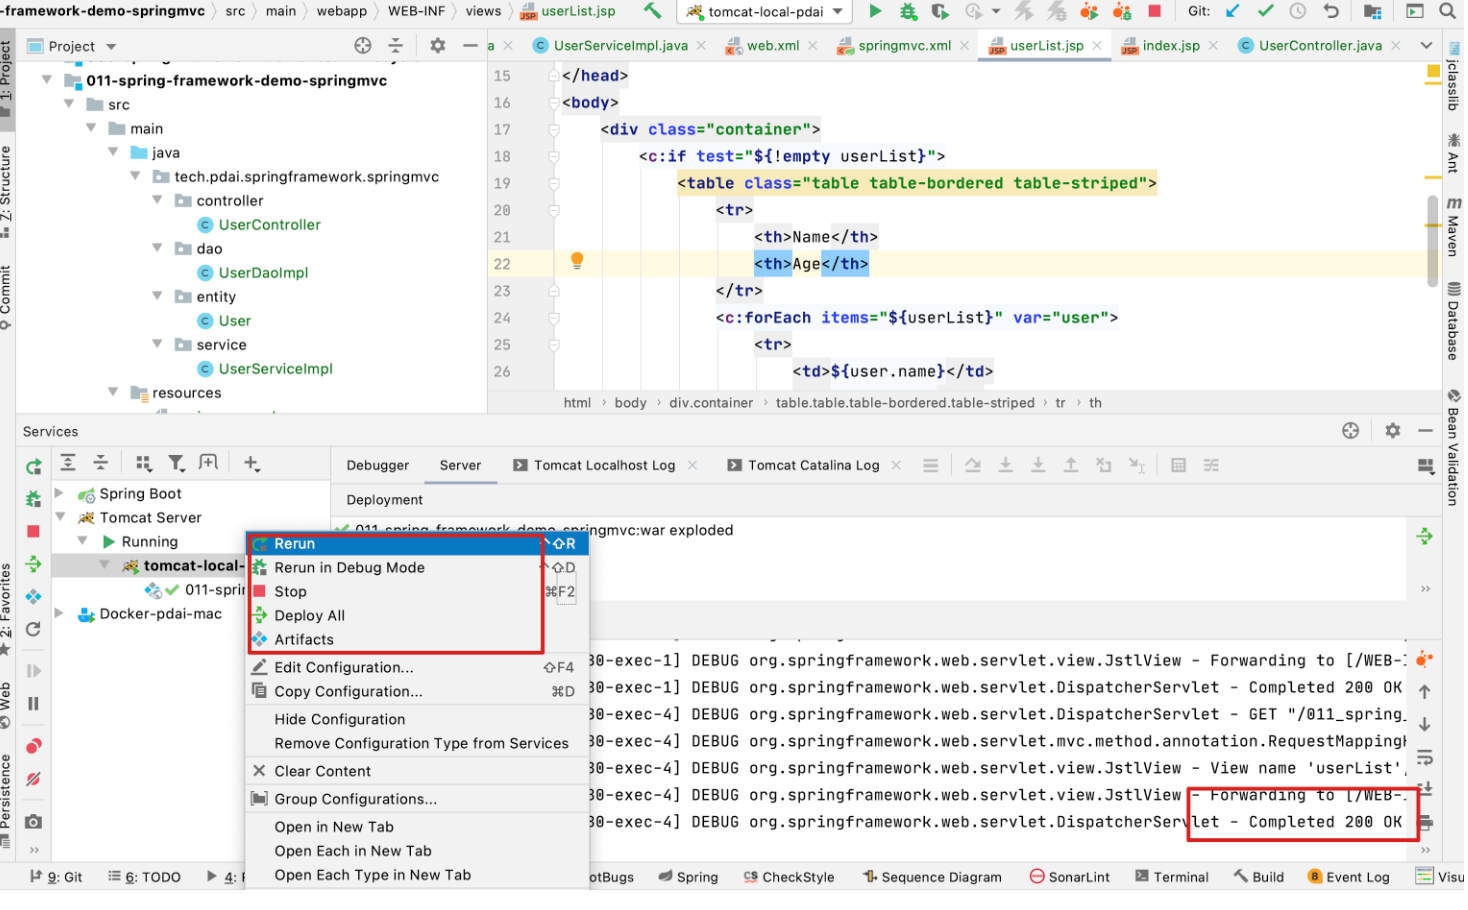 -framework-demo-springmvc › src › main › webapp › WEB-INF › views › userList.jsp
tomcat-local-pdai
Git:
Project
a
UserServiceImpl.java
web.xml
springmvc.xml
userList.jsp
index.jsp
UserController.java
1: Project
Z: Structure
Commit
2: Favorites
Web
Persistence
011-spring-framework-demo-springmvc
src
main
java
tech.pdai.springframework.springmvc
controller
UserController
dao
UserDaoImpl
entity
User
service
UserServiceImpl
resources
15 </head>
16 <body>
17 <div class="container">
18 <c:if test="${!empty userList}">
19 <table class="table table-bordered table-striped">
20 <tr>
21 <th>Name</th>
22 <th>Age</th>
23 </tr>
24 <c:forEach items="${userList}" var="user">
25 <tr>
26 <td>${user.name}</td>
html › body › div.container › table.table.table-bordered.table-striped › tr › th
jclasslib
Ant
Maven
Database
Bean Validation
Services
Debugger
Server
Tomcat Localhost Log
Tomcat Catalina Log
Deployment
Spring Boot
Tomcat Server
Running
tomcat-local-
011-sprin
Docker-pdai-mac
011_spring_framework_demo_springmvc:war exploded
Rerun ^⇧R
Rerun in Debug Mode ^⇧D
Stop ⌘F2
Deploy All
Artifacts
Edit Configuration... ⇧F4
Copy Configuration... ⌘D
Hide Configuration
Remove Configuration Type from Services
Clear Content
Group Configurations...
Open in New Tab
Open Each in New Tab
Open Each Type in New Tab
30-exec-1] DEBUG org.springframework.web.servlet.view.JstlView - Forwarding to [/WEB-I
30-exec-1] DEBUG org.springframework.web.servlet.DispatcherServlet - Completed 200 OK
30-exec-4] DEBUG org.springframework.web.servlet.DispatcherServlet - GET "/011_spring_
30-exec-4] DEBUG org.springframework.web.servlet.mvc.method.annotation.RequestMappingH
30-exec-4] DEBUG org.springframework.web.servlet.view.JstlView - View name 'userList',
30-exec-4] DEBUG org.springframework.web.servlet.view.JstlView - Forwarding to [/WEB-I
30-exec-4] DEBUG org.springframework.web.servlet.DispatcherServlet - Completed 200 OK
9: Git
6: TODO
4:
otBugs
Spring
CheckStyle
Sequence Diagram
SonarLint
Terminal
Build
8 Event Log
Visu